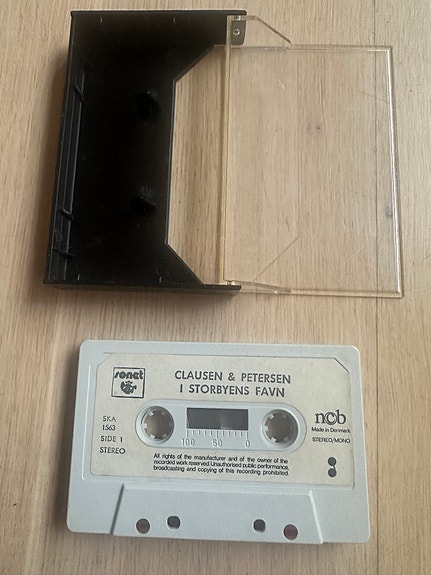 sonet
CLAUSEN & PETERSEN
I STORBYENS FAVN
SKA
1563
SIDE 1
STEREO
100 50 0
ncb
Made in Denmark
STEREO/MONO
All rights of the manufacturer and of the owner of the
recorded work reserved. Unauthorised public performance,
broadcasting and copying of this recording prohibited.